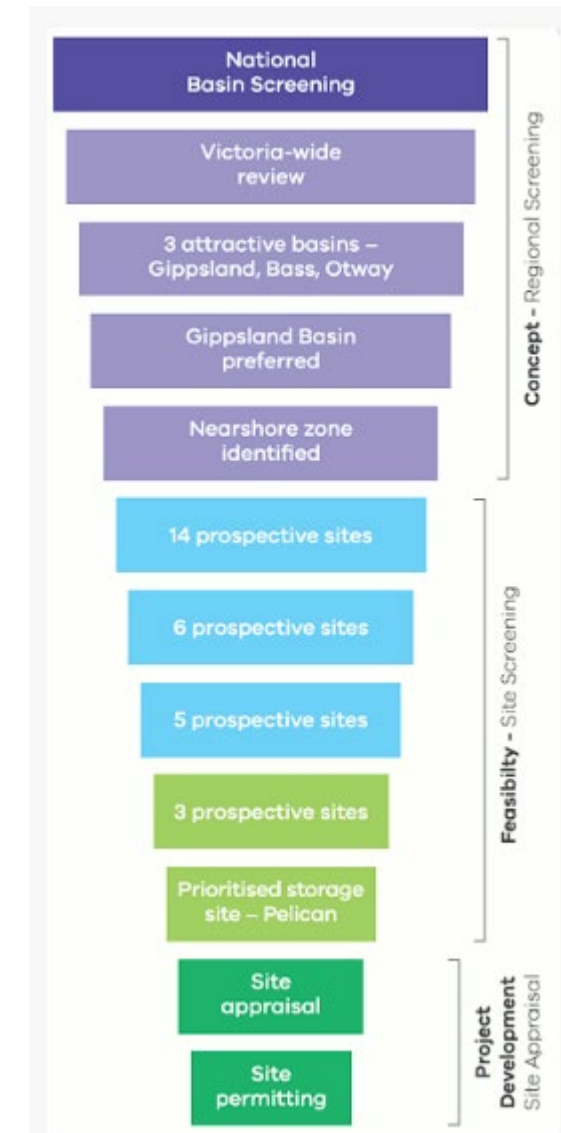 National
Basin Screening
Victoria-wide
review
3 attractive basins –
Gippsland, Bass, Otway
Gippsland Basin
preferred
Nearshore zone
identified
Concept - Regional Screening
14 prospective sites
6 prospective sites
5 prospective sites
3 prospective sites
Prioritised storage
site – Pelican
Feasibilty - Site Screening
Site
appraisal
Site
permitting
Project
Development
Site Appraisal